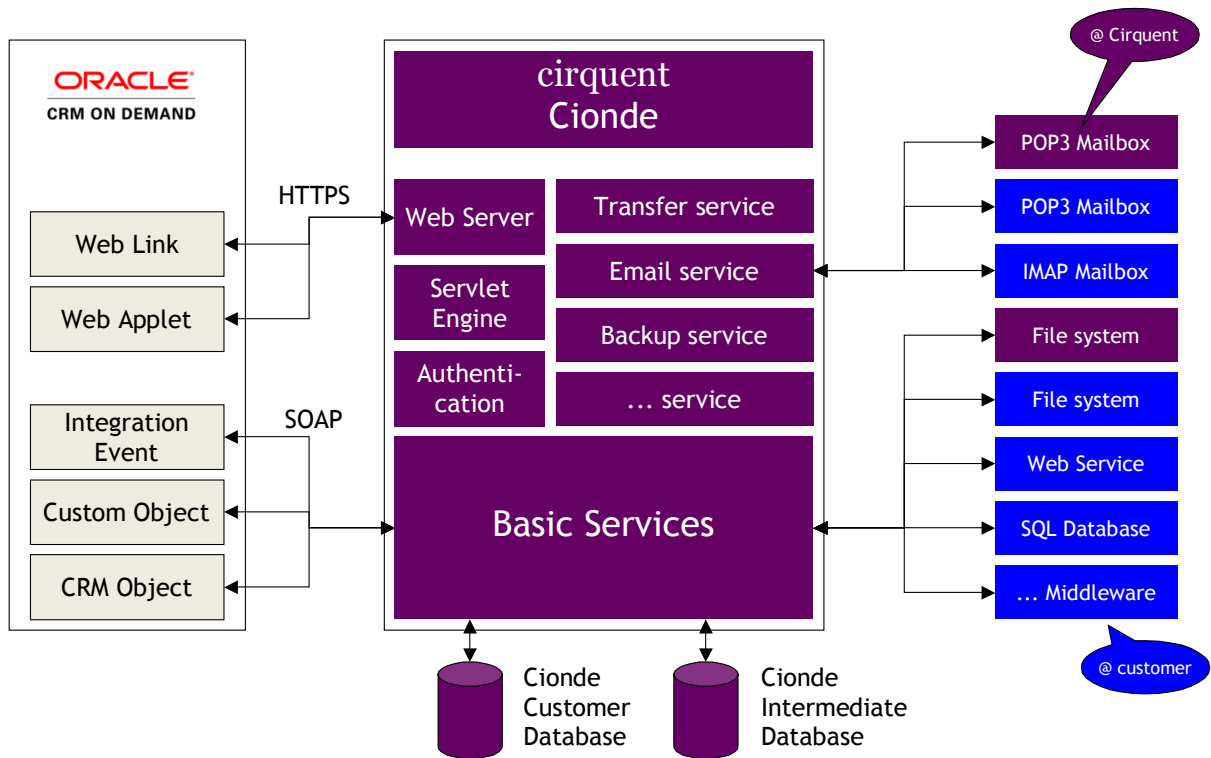 @ Cirquent
ORACLE®
CRM ON DEMAND
cirquent
Cionde
HTTPS
Web Link
Web Applet
SOAP
Integration
Event
Custom Object
CRM Object
Web Server
Servlet
Engine
Authenti-
cation
Transfer service
Email service
Backup service
... service
Basic Services
POP3 Mailbox
POP3 Mailbox
IMAP Mailbox
File system
File system
Web Service
SQL Database
... Middleware
@ customer
Cionde
Customer
Database
Cionde
Intermediate
Database